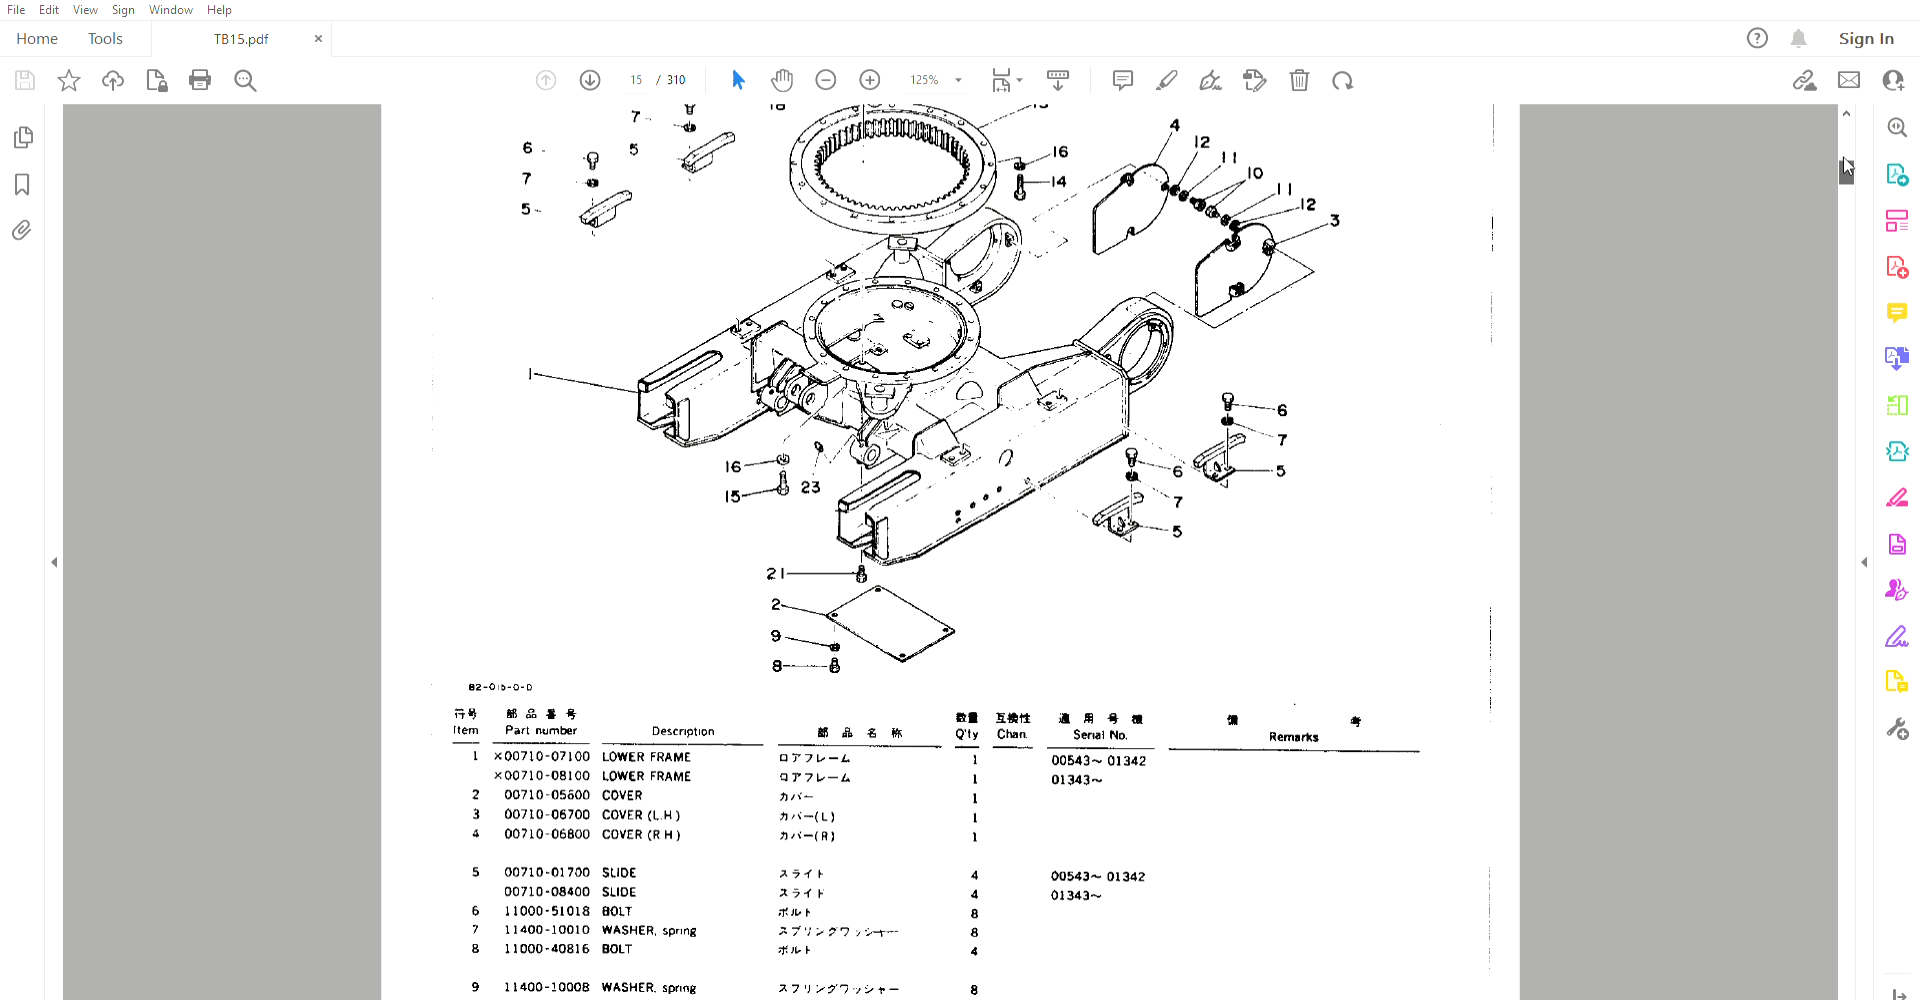 File Edit View Sign Window Help
Home Tools TB15.pdf × Sign In
15 / 310 125%
18
7
6 5
7
5
16
14
4
12
11
10
11
12
3
1
16
15
23
6
7
5
6
7
5
21
2
9
8
82-015-0-D
符号 部品番号 数量 互換性 適用号機 備考
Item Part number Description 部品名称 Q'ty Chan. Serial No. Remarks
1 ×00710-07100 LOWER FRAME ロアフレーム 1 00543~ 01342
×00710-08100 LOWER FRAME ロアフレーム 1 01343~
2 00710-05600 COVER カバー 1
3 00710-06700 COVER (L.H) カバー(L) 1
4 00710-06800 COVER (R H) カバー(R) 1
5 00710-01700 SLIDE スライド 4 00543~ 01342
00710-08400 SLIDE スライド 4 01343~
6 11000-51018 BOLT ボルト 8
7 11400-10010 WASHER, spring スプリングワッシャー 8
8 11000-40816 BOLT ボルト 4
9 11400-10008 WASHER, spring スプリングワッシャー 8